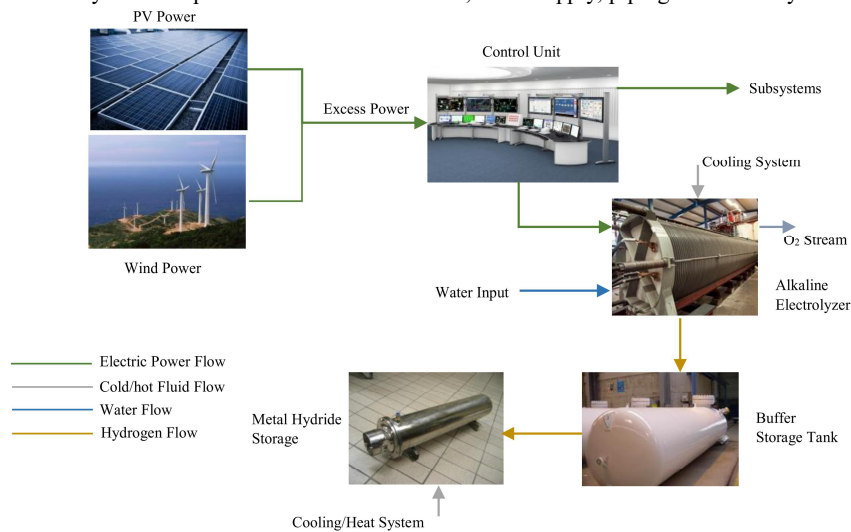 PV Power
Control Unit
Excess Power
Subsystems
Cooling System
Wind Power
O₂ Stream
Water Input
Alkaline
Electrolyzer
Electric Power Flow
Cold/hot Fluid Flow
Water Flow
Hydrogen Flow
Metal Hydride
Storage
Buffer
Storage Tank
Cooling/Heat System